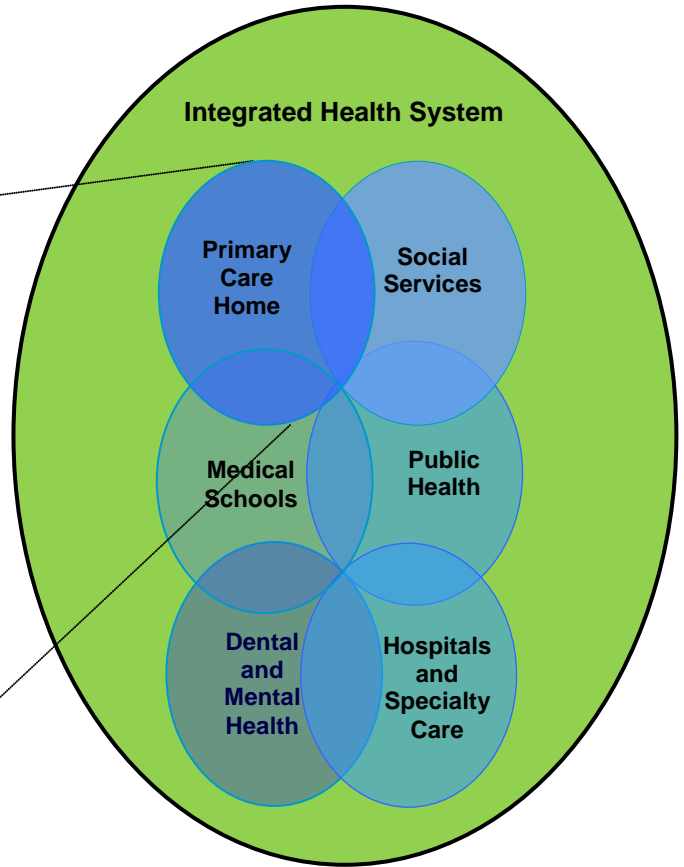 Integrated Health System
Primary
Care
Home
Social
Services
Medical
Schools
Public
Health
Dental
and
Mental
Health
Hospitals
and
Specialty
Care